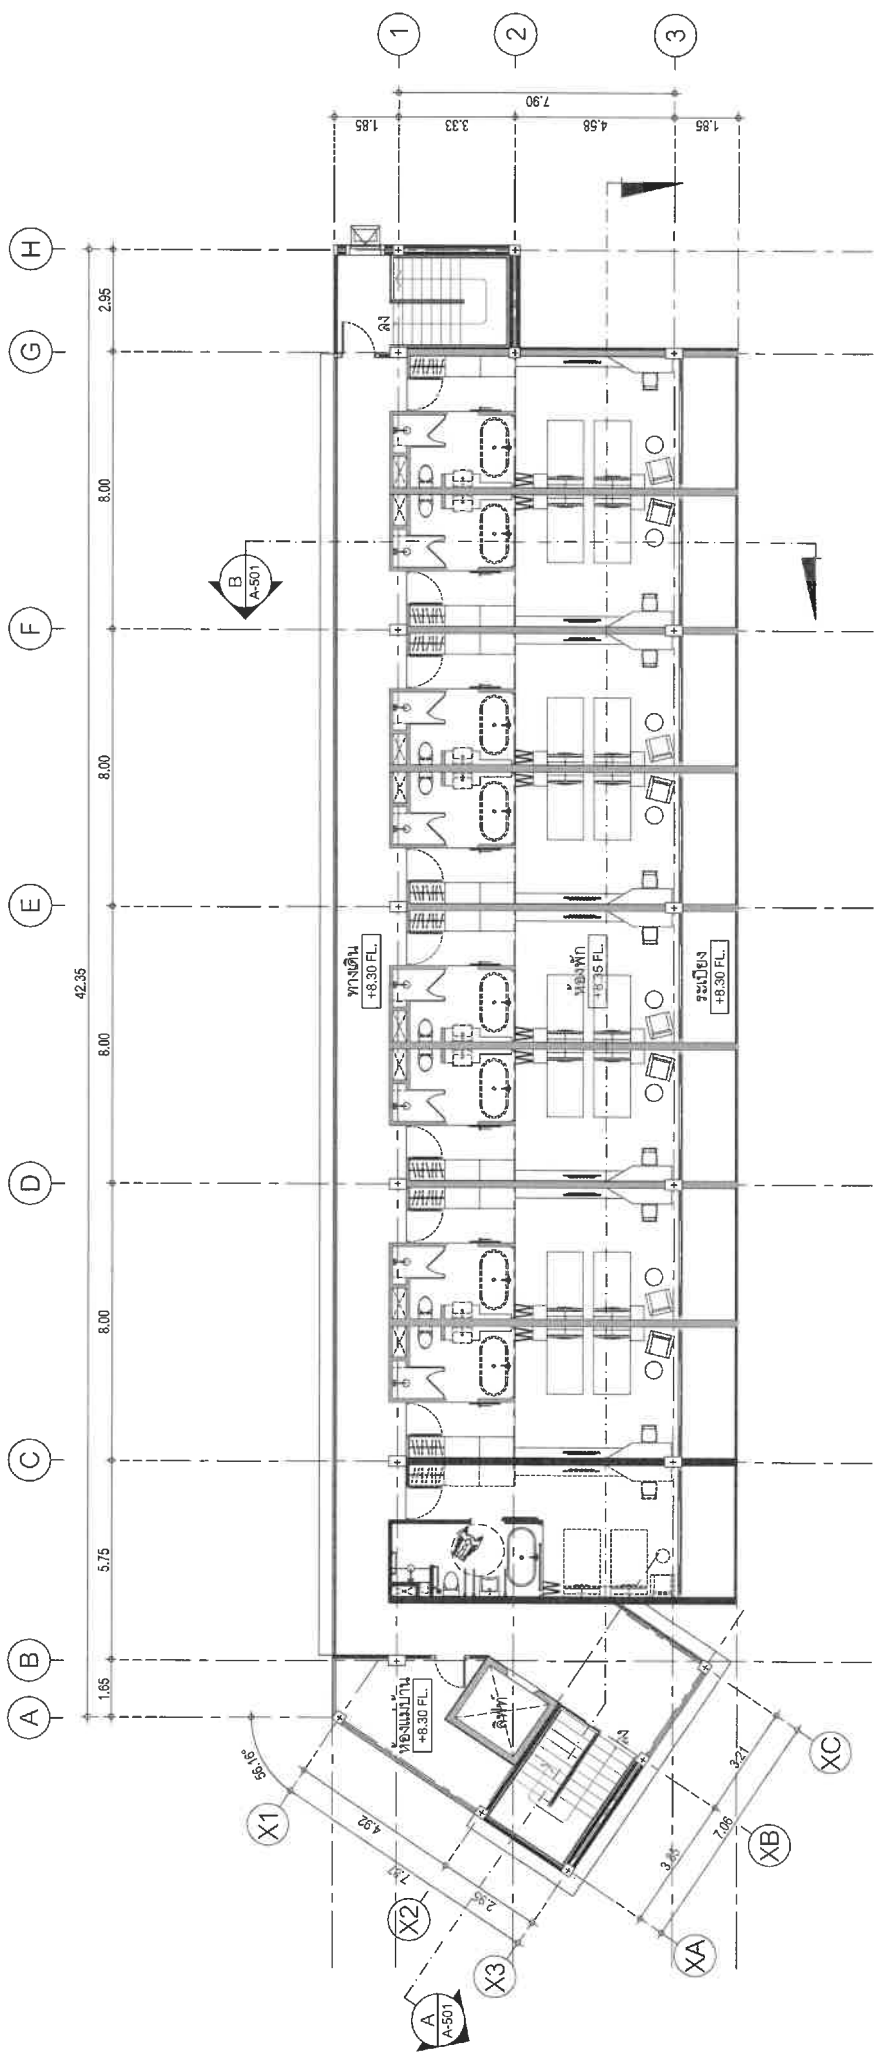 1
2
3
7.90
1.85
3.33
4.58
1.85
H
G
F
E
D
C
B
A
42.35
2.95
8.00
8.00
8.00
8.00
5.75
1.65
B
A-501
ทางเดิน
+8.30 FL.
ห้องพัก
+8.35 FL.
ระเบียง
+8.30 FL.
ห้องแม่บ้าน
+8.30 FL.
ลิฟท์
56.16°
X1
X2
X3
4.92
2.95
XA
XB
XC
3.21
7.06
A
A-501